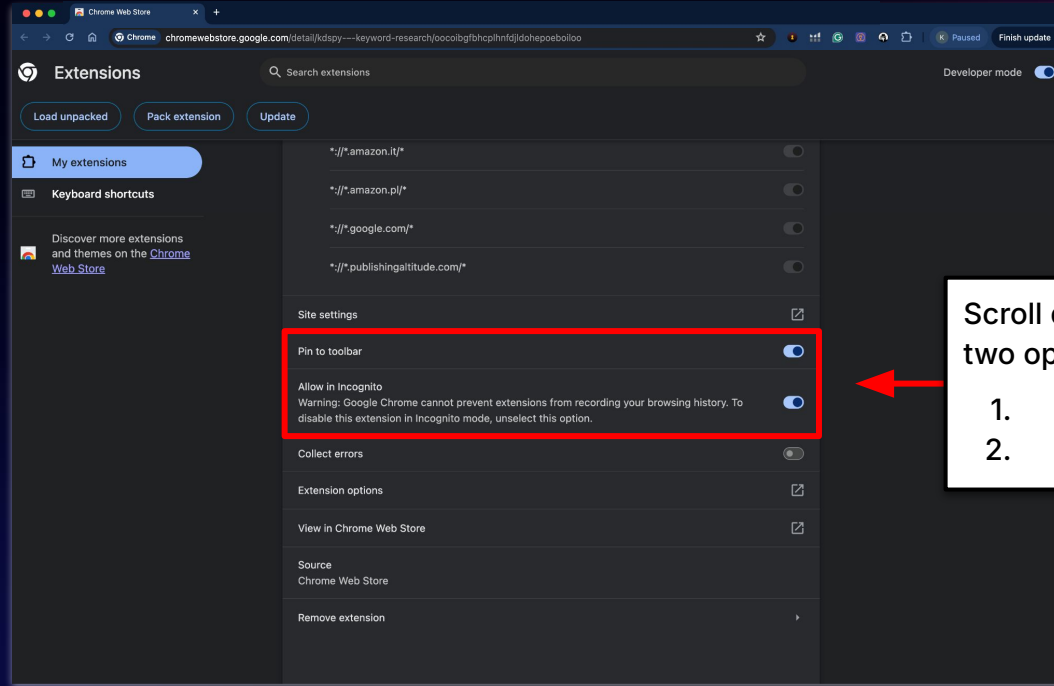 Chrome Web Store
Chrome
chromewebstore.google.com/detail/kdspy---keyword-research/oocoibgfbhcplhnfdjldohepoeboiloo
K Paused
Finish update
Extensions
Search extensions
Developer mode
Load unpacked
Pack extension
Update
My extensions
Keyboard shortcuts
Discover more extensions
and themes on the Chrome
Web Store
*://*.amazon.it/*
*://*.amazon.pl/*
*://*.google.com/*
*://*.publishingaltitude.com/*
Site settings
Pin to toolbar
Allow in Incognito
Warning: Google Chrome cannot prevent extensions from recording your browsing history. To
disable this extension in Incognito mode, unselect this option.
Collect errors
Extension options
View in Chrome Web Store
Source
Chrome Web Store
Remove extension
Scroll
two op
1.
2.